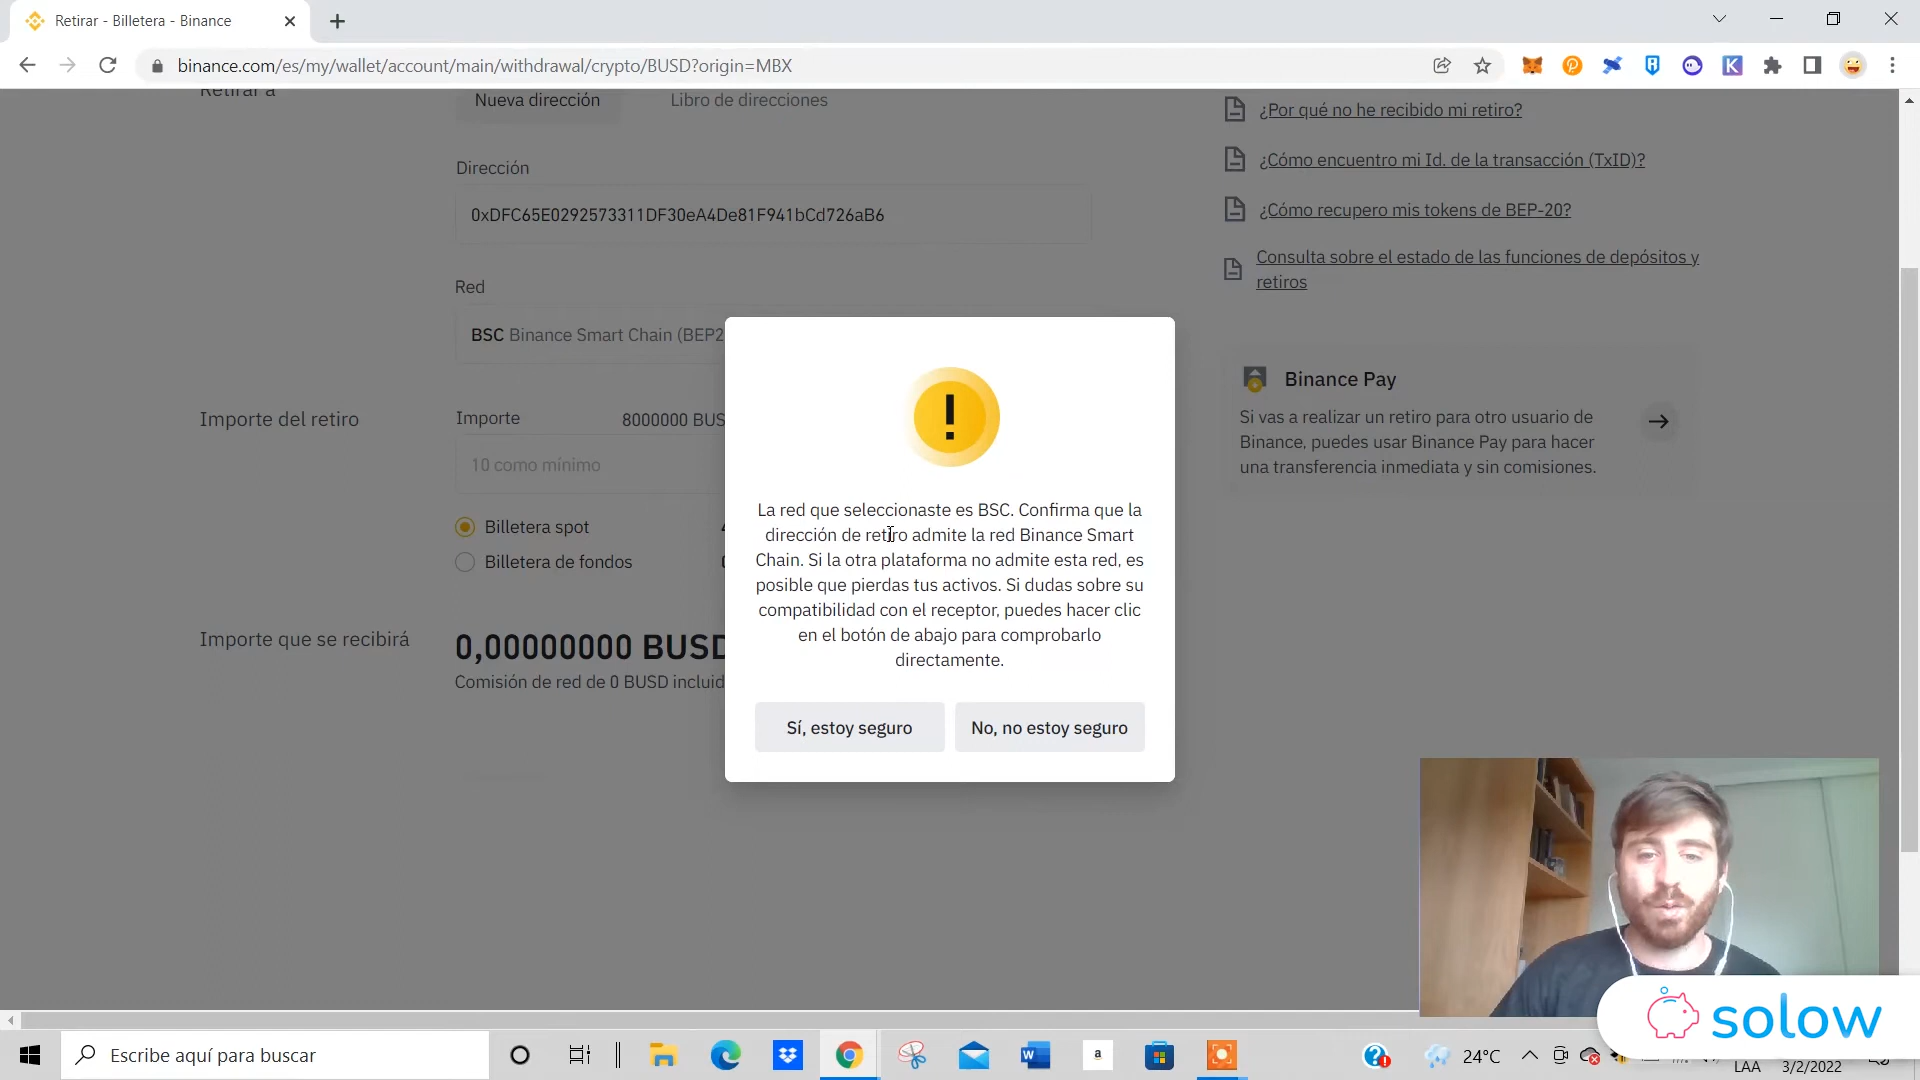 Retirar - Billetera - Binance
binance.com/es/my/wallet/account/main/withdrawal/crypto/BUSD?origin=MBX
Retirar a
Nueva dirección
Libro de direcciones
Dirección
0xDFC65E0292573311DF30eA4De81F941bCd726aB6
Red
BSC Binance Smart Chain (BEP2
Importe del retiro
Importe
8000000 BUS
10 como mínimo
Billetera spot
Billetera de fondos
Importe que se recibirá
0,00000000 BUSD
Comisión de red de 0 BUSD incluid
La red que seleccionaste es BSC. Confirma que la
dirección de retiro admite la red Binance Smart
Chain. Si la otra plataforma no admite esta red, es
posible que pierdas tus activos. Si dudas sobre su
compatibilidad con el receptor, puedes hacer clic
en el botón de abajo para comprobarlo
directamente.
Sí, estoy seguro
No, no estoy seguro
¿Por qué no he recibido mi retiro?
¿Cómo encuentro mi Id. de la transacción (TxID)?
¿Cómo recupero mis tokens de BEP-20?
Consulta sobre el estado de las funciones de depósitos y
retiros
Binance Pay
Si vas a realizar un retiro para otro usuario de
Binance, puedes usar Binance Pay para hacer
una transferencia inmediata y sin comisiones.
solow
Escribe aquí para buscar
24°C
LAA
3/2/2022